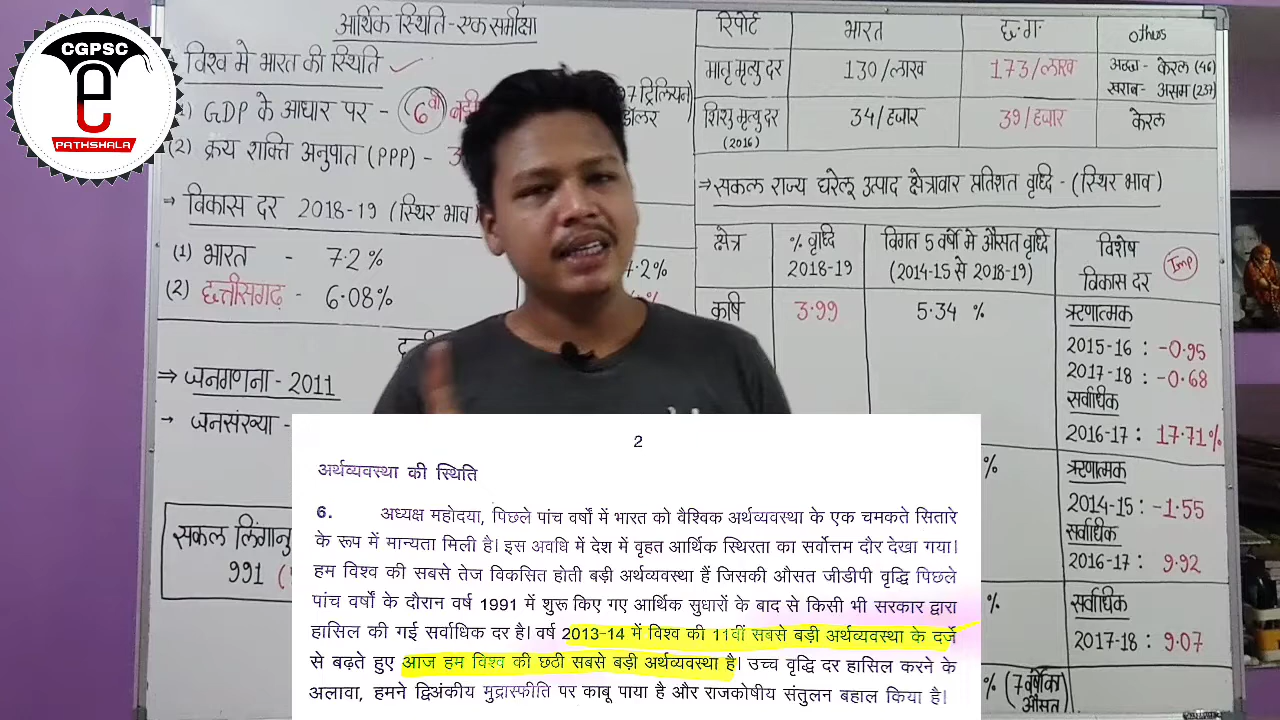 CGPSC
e
PATHSHALA
आर्थिक स्थिति - एक समीक्षा
विश्व मे भारत की स्थिति
GDP के आधार पर - 6वी
97 ट्रिलियन
डॉलर
(2) क्रय शक्ति अनुपात (PPP) -
→ विकास दर 2018-19 (स्थिर भाव)
(1) भारत - 7.2%
7.2%
(2) छत्तीसगढ़ - 6.08%
⇒ जनगणना - 2011
→ जनसंख्या -
सकल लिंगानु
991
रिपोर्ट भारत छ.ग. others
मातृ मृत्यु दर 130/लाख 173/लाख अच्छा - केरल (46)
खराब - असम (237)
शिशु मृत्यु दर 34/हजार 39/हजार केरल
(2016)
→ सकल राज्य घरेलू उत्पाद क्षेत्रावार प्रतिशत वृध्दि - (स्थिर भाव)
क्षेत्र % वृध्दि विगत 5 वर्षो मे औसत वृध्दि विशेष Imp
2018-19 (2014-15 से 2018-19) विकास दर
कृषि 3.99 5.34 % ऋणात्मक
2015-16 : -0.95
2017-18 : -0.68
सर्वाधिक
2016-17 : 17.71%
% ऋणात्मक
2014-15 : -1.55
सर्वाधिक
2016-17 : 9.92
% सर्वाधिक
2017-18 : 9.07
% (7 वर्षो का
औसत)
2
अर्थव्यवस्था की स्थिति
6. अध्यक्ष महोदया, पिछले पांच वर्षों में भारत को वैश्विक अर्थव्यवस्था के एक चमकते सितारे
के रूप में मान्यता मिली है। इस अवधि में देश में वृहत आर्थिक स्थिरता का सर्वोत्तम दौर देखा गया।
हम विश्व की सबसे तेज विकसित होती बड़ी अर्थव्यवस्था हैं जिसकी औसत जीडीपी वृद्धि पिछले
पांच वर्षों के दौरान वर्ष 1991 में शुरू किए गए आर्थिक सुधारों के बाद से किसी भी सरकार द्वारा
हासिल की गई सर्वाधिक दर है। वर्ष 2013-14 में विश्व की 11वीं सबसे बड़ी अर्थव्यवस्था के दर्जे
से बढ़ते हुए आज हम विश्व की छठी सबसे बड़ी अर्थव्यवस्था है। उच्च वृद्धि दर हासिल करने के
अलावा, हमने द्विअंकीय मुद्रास्फीति पर काबू पाया है और राजकोषीय संतुलन बहाल किया है।